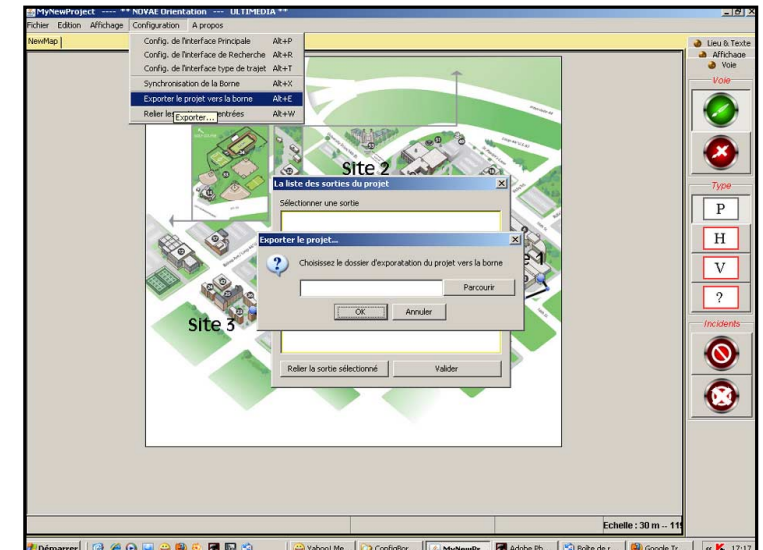 MyNewProject ---- ** NOVAE Orientation --- ULTIMEDIA **
Fichier Edition Affichage Configuration A propos
NewMap
Config. de l'interface Principale Alt+P
Config. de l'interface de Recherche Alt+R
Config. de l'interface type de trajet Alt+T
Synchronisation de la Borne Alt+X
Exporter le projet vers la borne Alt+E
Relier les entrées Alt+W
Exporter...
Lieu & Texte
Affichage
Voie
Voie
Type
P
H
V
?
Incidents
Site 2
La liste des sorties du projet
Sélectionner une sortie
Exporter le projet...
Choisissez le dossier d'exporatation du projet vers la borne
Parcourir
OK Annuler
Site 3
Relier la sortie sélectionné Valider
Echelle : 30 m -- 119
Démarrer Yahoo! Me... ConfigBor... MyNewPr... Adobe Ph... Boîte de r... Google Tr... 17:17